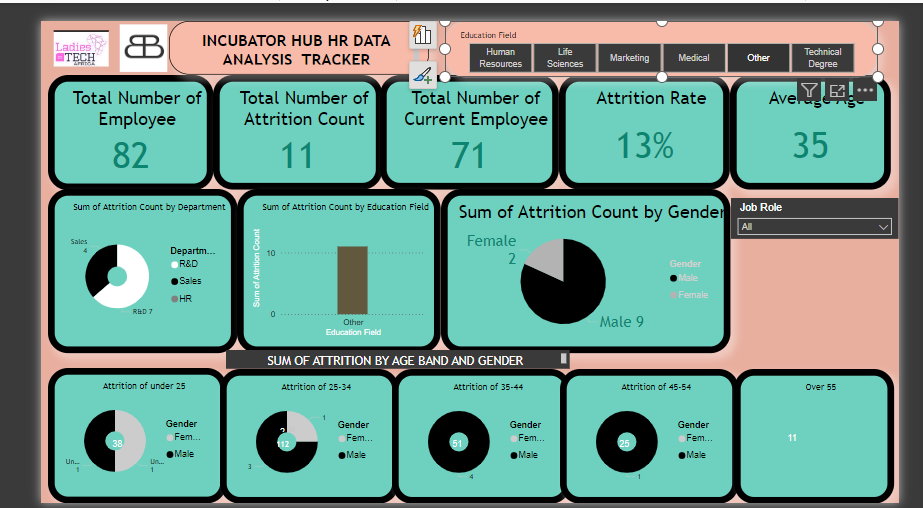 Ladies
in TECH
AFRICA
INCUBATOR HUB HR DATA
ANALYSIS TRACKER
Education Field
Human
Resources
Life
Sciences
Marketing
Medical
Other
Technical
Degree
Total Number of
Employee
82
Total Number of
Attrition Count
11
Total Number of
Current Employee
71
Attrition Rate
13%
Average Age
35
Sum of Attrition Count by Department
Sales
4
R&D 7
Departm...
R&D
Sales
HR
Sum of Attrition Count by Education Field
Sum of Attrition Count
10
0
Other
Education Field
Sum of Attrition Count by Gender
Female
2
Male 9
Gender
Male
Female
Job Role
All
SUM OF ATTRITION BY AGE BAND AND GENDER
Attrition of under 25
38
Un...
1
Un...
1
Gender
Fem...
Male
Attrition of 25-34
1
2
112
3
Gender
Fem...
Male
Attrition of 35-44
51
4
Gender
Fem...
Male
Attrition of 45-54
25
1
Gender
Fem...
Male
Over 55
11